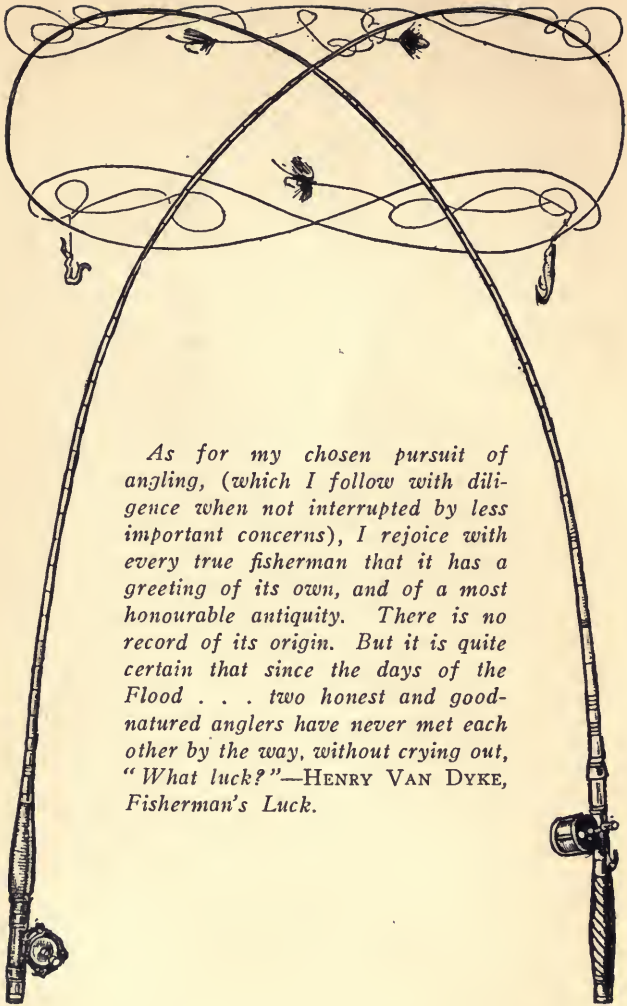 As for my chosen pursuit of
angling, (which I follow with dili-
gence when not interrupted by less
important concerns), I rejoice with
every true fisherman that it has a
greeting of its own, and of a most
honourable antiquity. There is no
record of its origin. But it is quite
certain that since the days of the
Flood . . . two honest and good-
natured anglers have never met each
other by the way, without crying out,
“What luck?”—HENRY VAN DYKE,
Fisherman's Luck.